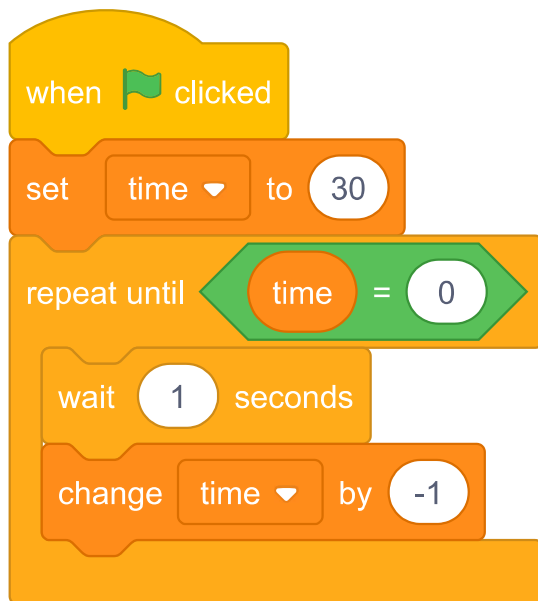 when clicked
set time to 30
repeat until time = 0
wait 1 seconds
change time by -1